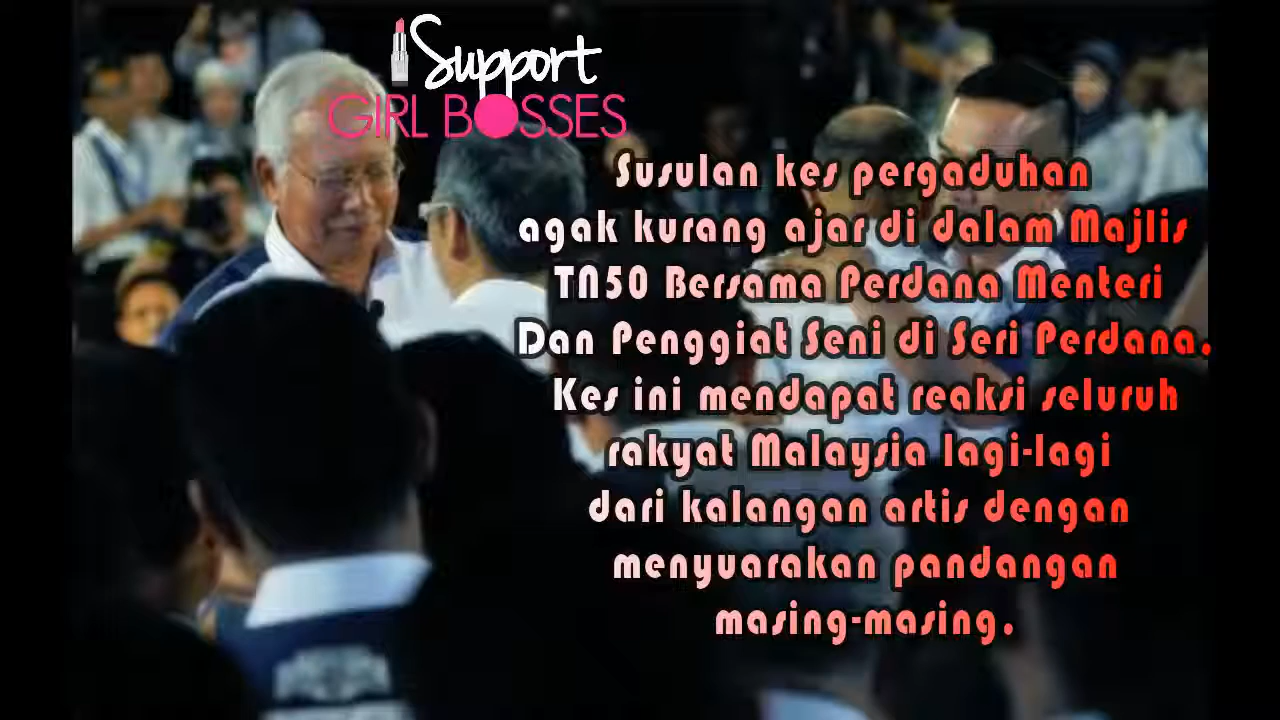 Support
GIRL BOSSES
Susulan kes pergaduhan
agak kurang ajar di dalam Majlis
TN50 Bersama Perdana Menteri
Dan Penggiat Seni di Seri Perdana.
Kes ini mendapat reaksi seluruh
rakyat Malaysia lagi-lagi
dari kalangan artis dengan
menyuarakan pandangan
masing-masing.